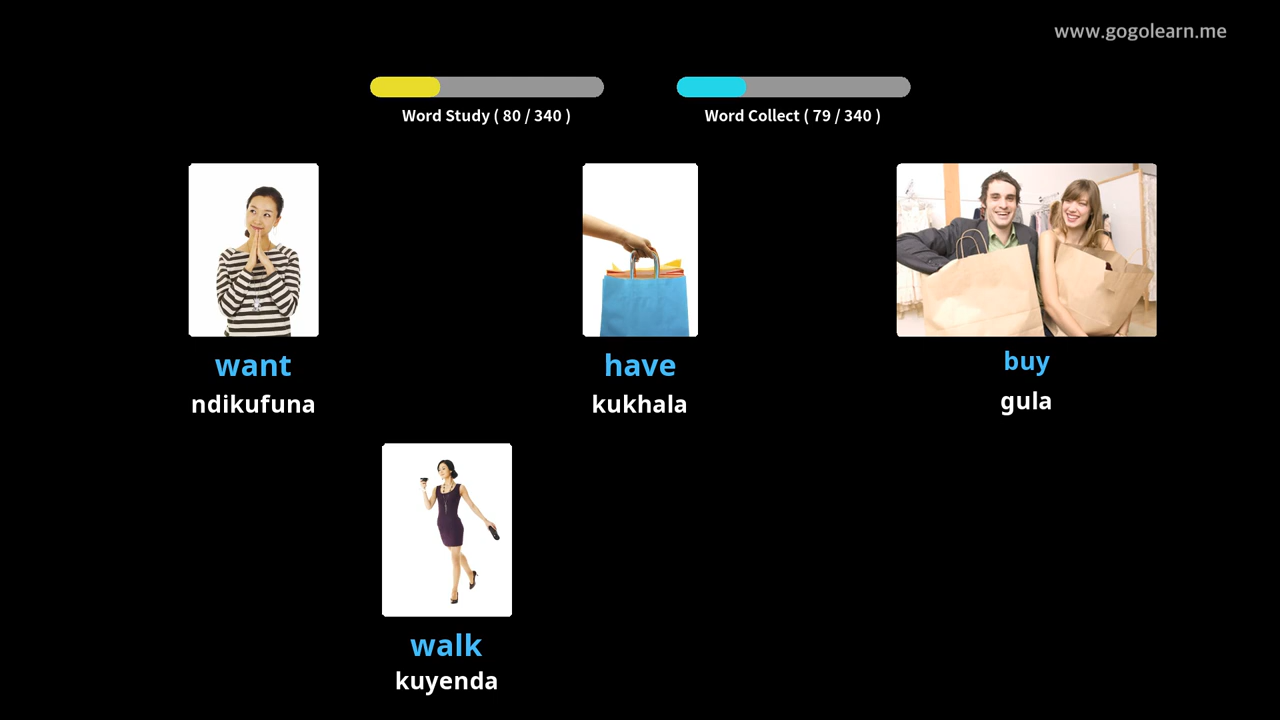 www.gogolearn.me
Word Study ( 80 / 340 )
Word Collect ( 79 / 340 )
want
ndikufuna
have
kukhala
buy
gula
walk
kuyenda